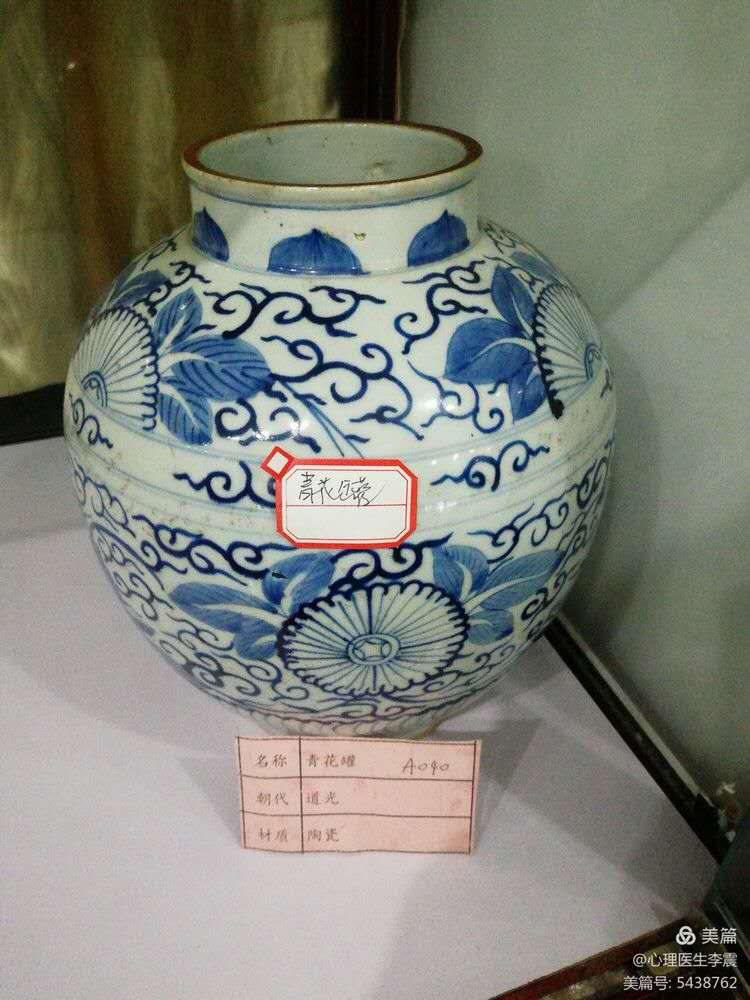 青花罐
名称 青花罐 A090
朝代 道光
材质 陶瓷
美篇
@心理医生李震
美篇号: 5438762